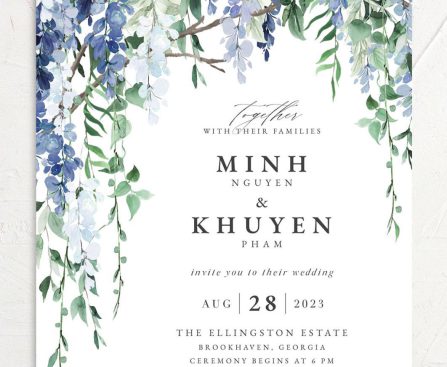 Together
WITH THEIR FAMILIES
MINH
NGUYEN
&
KHUYEN
PHAM
invite you to their wedding
AUG | 28 | 2023
THE ELLINGSTON ESTATE
BROOKHAVEN, GEORGIA
CEREMONY BEGINS AT 6 PM